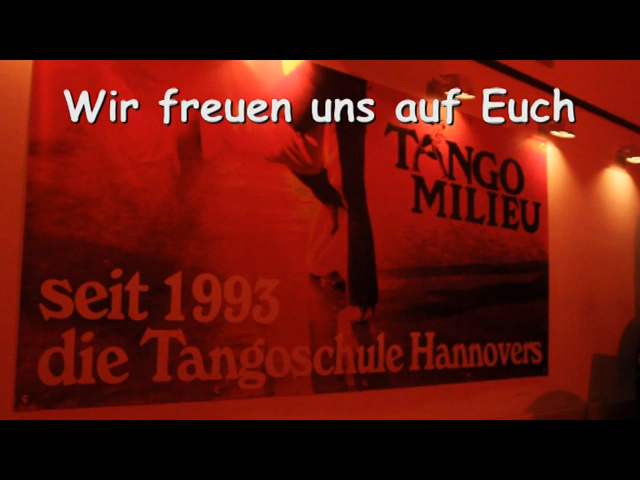 Wir freuen uns auf Euch
TANGO
MILIEU
seit 1993
die Tangoschule Hannovers